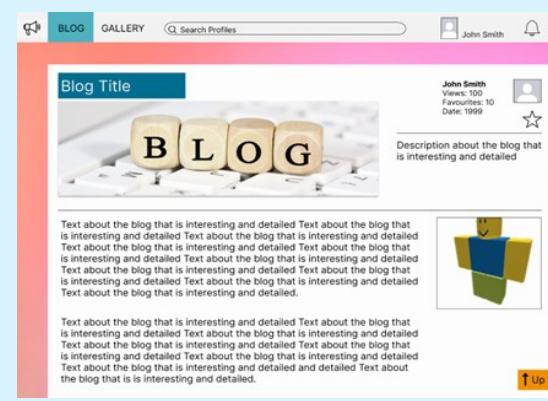 BLOG
GALLERY
Search Profiles
John Smith
Blog Title
BLOG
John Smith
Views: 100
Favourites: 10
Date: 1999
Description about the blog that
is interesting and detailed
Text about the blog that is interesting and detailed Text about the blog that
is interesting and detailed Text about the blog that is interesting and detailed
Text about the blog that is interesting and detailed Text about the blog that
is interesting and detailed Text about the blog that is interesting and detailed
Text about the blog that is interesting and detailed Text about the blog that
is interesting and detailed Text about the blog that is interesting and detailed
Text about the blog that is interesting and detailed.
Text about the blog that is interesting and detailed Text about the blog that
is interesting and detailed Text about the blog that is interesting and detailed
Text about the blog that is interesting and detailed Text about the blog that
is interesting and detailed Text about the blog that is interesting and detailed
Text about the blog that is interesting and detailed and detailed Text about
the blog that is is interesting and detailed.
Up